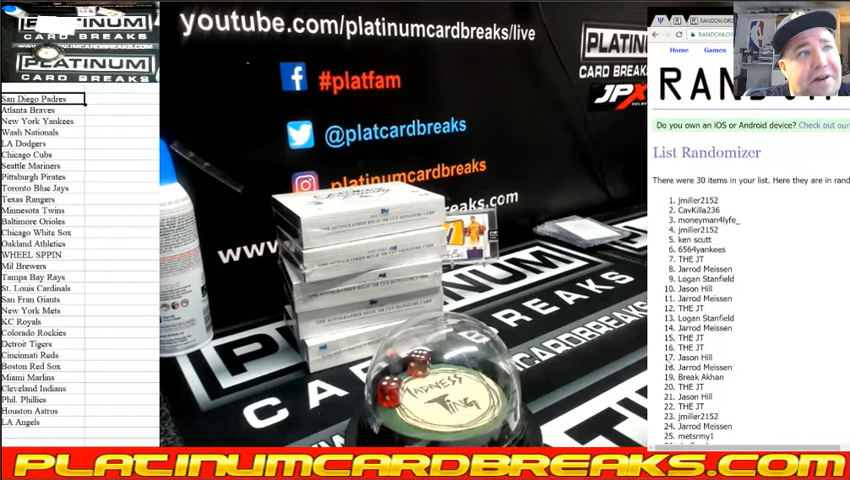 youtube.com/platinumcardbreaks/live
#platfam
@platcardbreaks
platinumcardbreaks
PLATINUM
San Diego Padres
Atlanta Braves
New York Yankees
Wash Nationals
LA Dodgers
Chicago Cubs
Seattle Mariners
Pittsburgh Pirates
Toronto Blue Jays
Texas Rangers
Minnesota Twins
Baltimore Orioles
Chicago White Sox
Oakland Athletics
WHEEL SPPIN
Mil Brewers
Tampa Bay Rays
St. Louis Cardinals
San Fran Giants
New York Mets
KC Royals
Colorado Rockies
Detroit Tigers
Cincinnati Reds
Boston Red Sox
Miami Marlins
Cleveland Indians
Phil. Phillies
Houston Astros
LA Angels
CARD BREAKS
JPX
MADNESS
TING
RANDOM.OR
Home Games
RAND
Do you own an iOS or Android device? Check out our
List Randomizer
There were 30 items in your list. Here they are in rand
1. jmiller2152
2. CavKilla236
3. moneyman4lyfe_
4. jmiller2152
5. ken scutt
6. 6564yankees
7. THE JT
8. Jarrod Meissen
9. Logan Stanfield
10. Jason Hill
11. Jarrod Meissen
12. THE JT
13. Logan Stanfield
14. Jarrod Meissen
15. THE JT
16. THE JT
17. Jason Hill
18. Jarrod Meissen
19. Break Akhan
20. THE JT
21. Jason Hill
22. THE JT
23. jmiller2152
24. Jarrod Meissen
25. metsrmy1
PLATINUMCARDBREAKS.COM